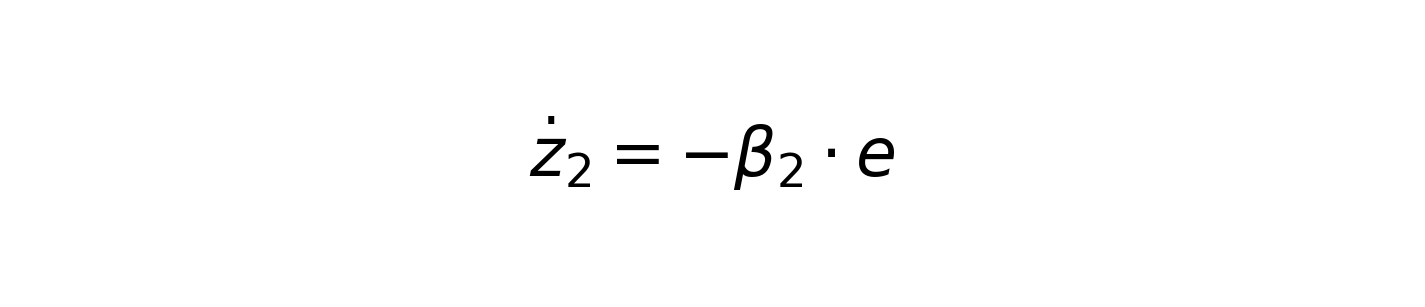 ż₂ = −β₂ · e